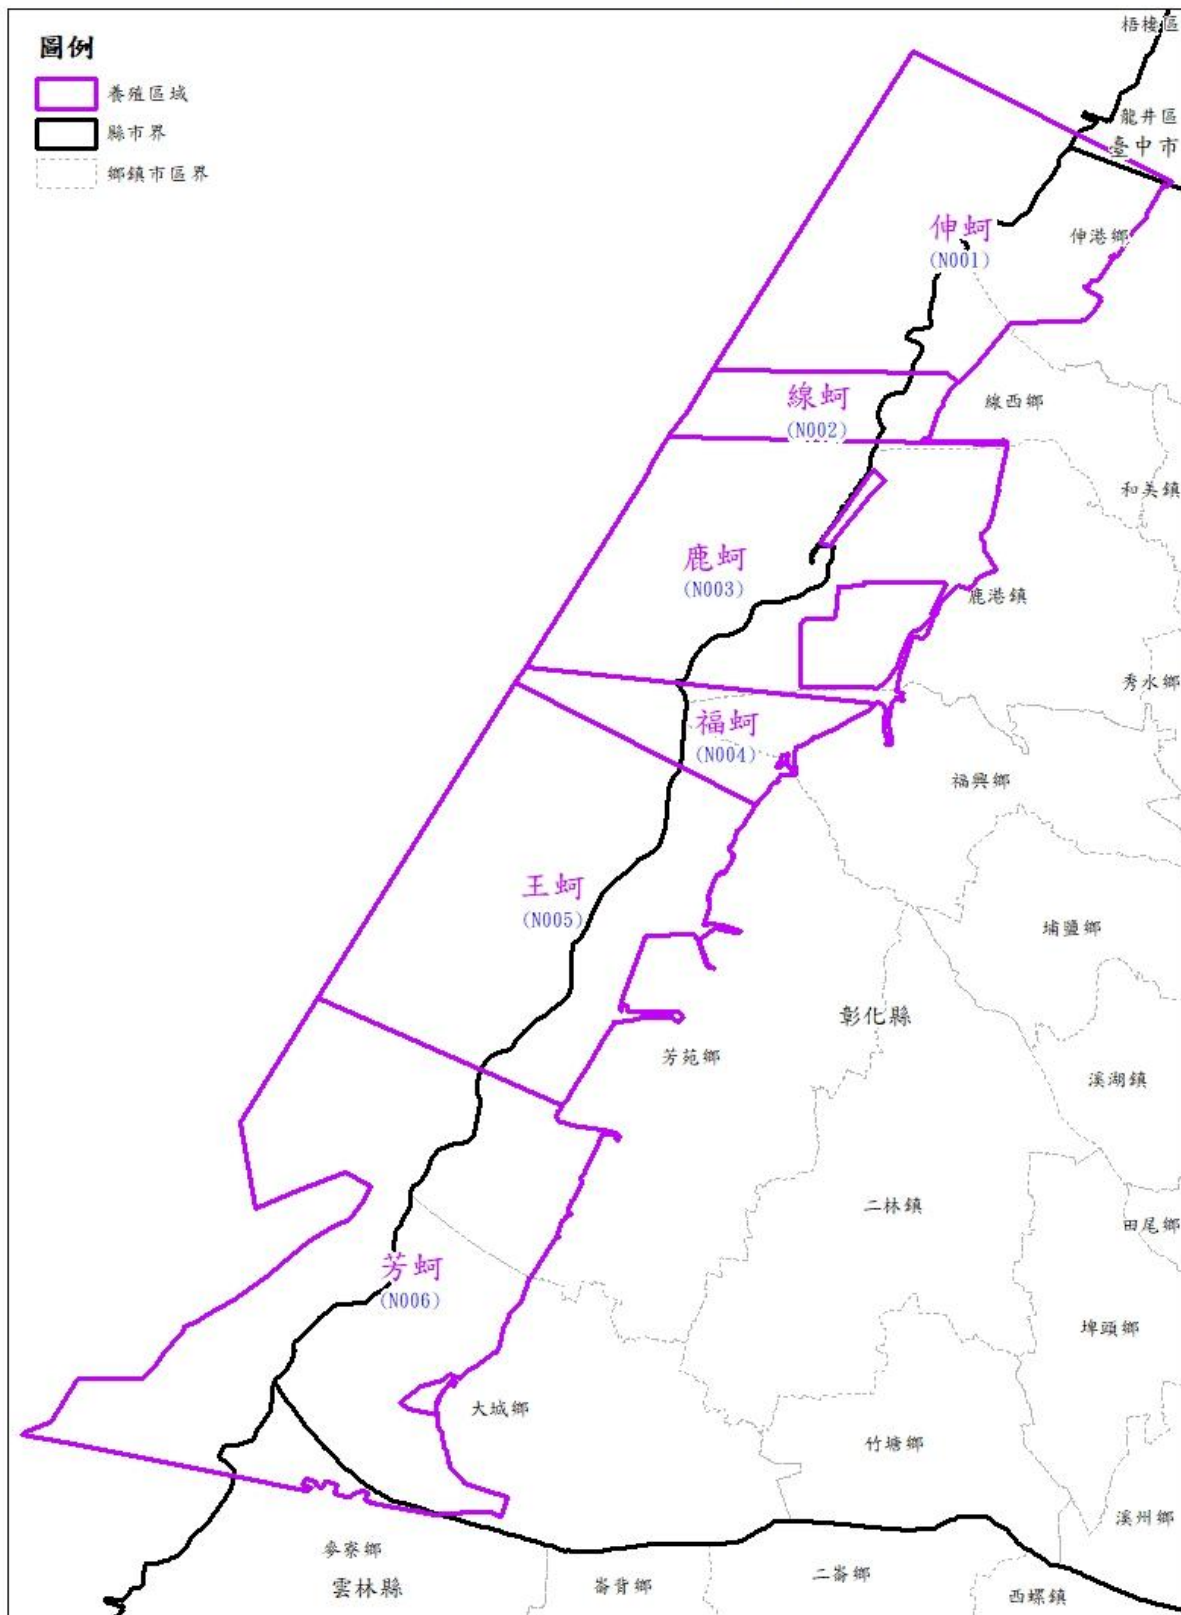 圖例
養殖區域
縣市界
鄉鎮市區界
梧棲區
龍井區
臺中市
伸蚵
(N001)
伸港鄉
線蚵
(N002)
線西鄉
和美鎮
鹿蚵
(N003)
鹿港鎮
秀水鄉
福蚵
(N004)
福興鄉
王蚵
(N005)
埔鹽鄉
彰化縣
芳苑鄉
溪湖鎮
二林鎮
田尾鄉
芳蚵
(N006)
埤頭鄉
大城鄉
竹塘鄉
溪州鄉
麥寮鄉
雲林縣
崙背鄉
二崙鄉
西螺鎮